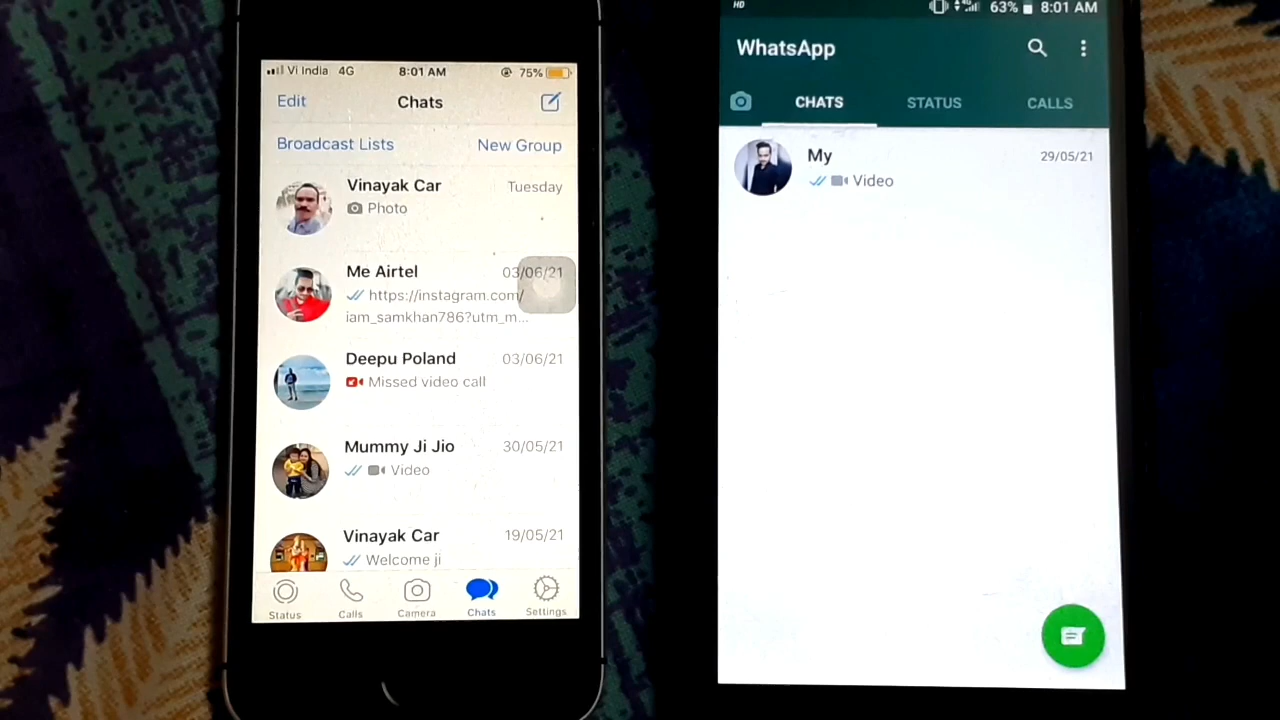 Vi India 4G 8:01 AM 75%
Edit Chats
Broadcast Lists New Group
Vinayak Car Tuesday
Photo
Me Airtel 03/06/21
https://instagram.com/
iam_samkhan786?utm_m...
Deepu Poland 03/06/21
Missed video call
Mummy Ji Jio 30/05/21
Video
Vinayak Car 19/05/21
Welcome ji
Status Calls Camera Chats Settings
HD 4G 63% 8:01 AM
WhatsApp
CHATS STATUS CALLS
My 29/05/21
Video